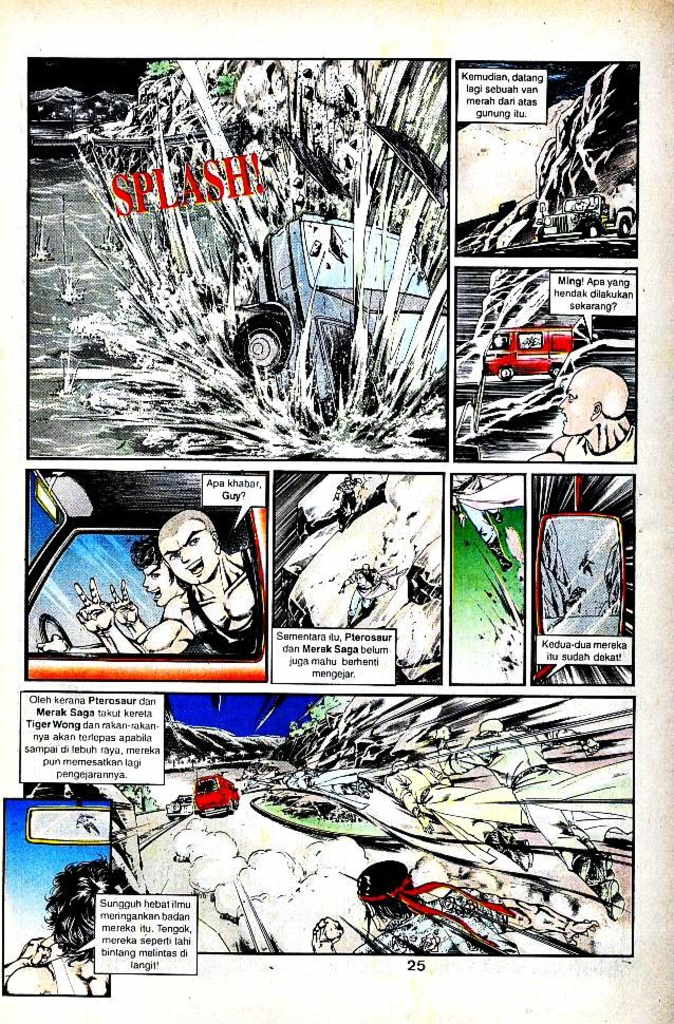 SPLASH!
Kemudian, datang
lagi sebuah van
merah dari atas
gunung itu.
Ming! Apa yang
hendak dilakukan
sekarang?
Apa khabar,
Guy?
Sementara itu, Pterosaur
dan Merak Saga belum
juga mahu berhenti
mengejar.
Kedua-dua mereka
itu sudah dekat!
Oleh kerana Pterosaur dan
Merak Saga takut kereta
Tiger Wong dan rakan-rakan-
nya akan terlepas apabila
sampai di lebuh raya, mereka
pun memesatkan lagi
pengejarannya.
Sungguh hebat ilmu
meringankan badan
mereka itu. Tengok,
mereka seperti tahi
bintang melintas di
langit!
25